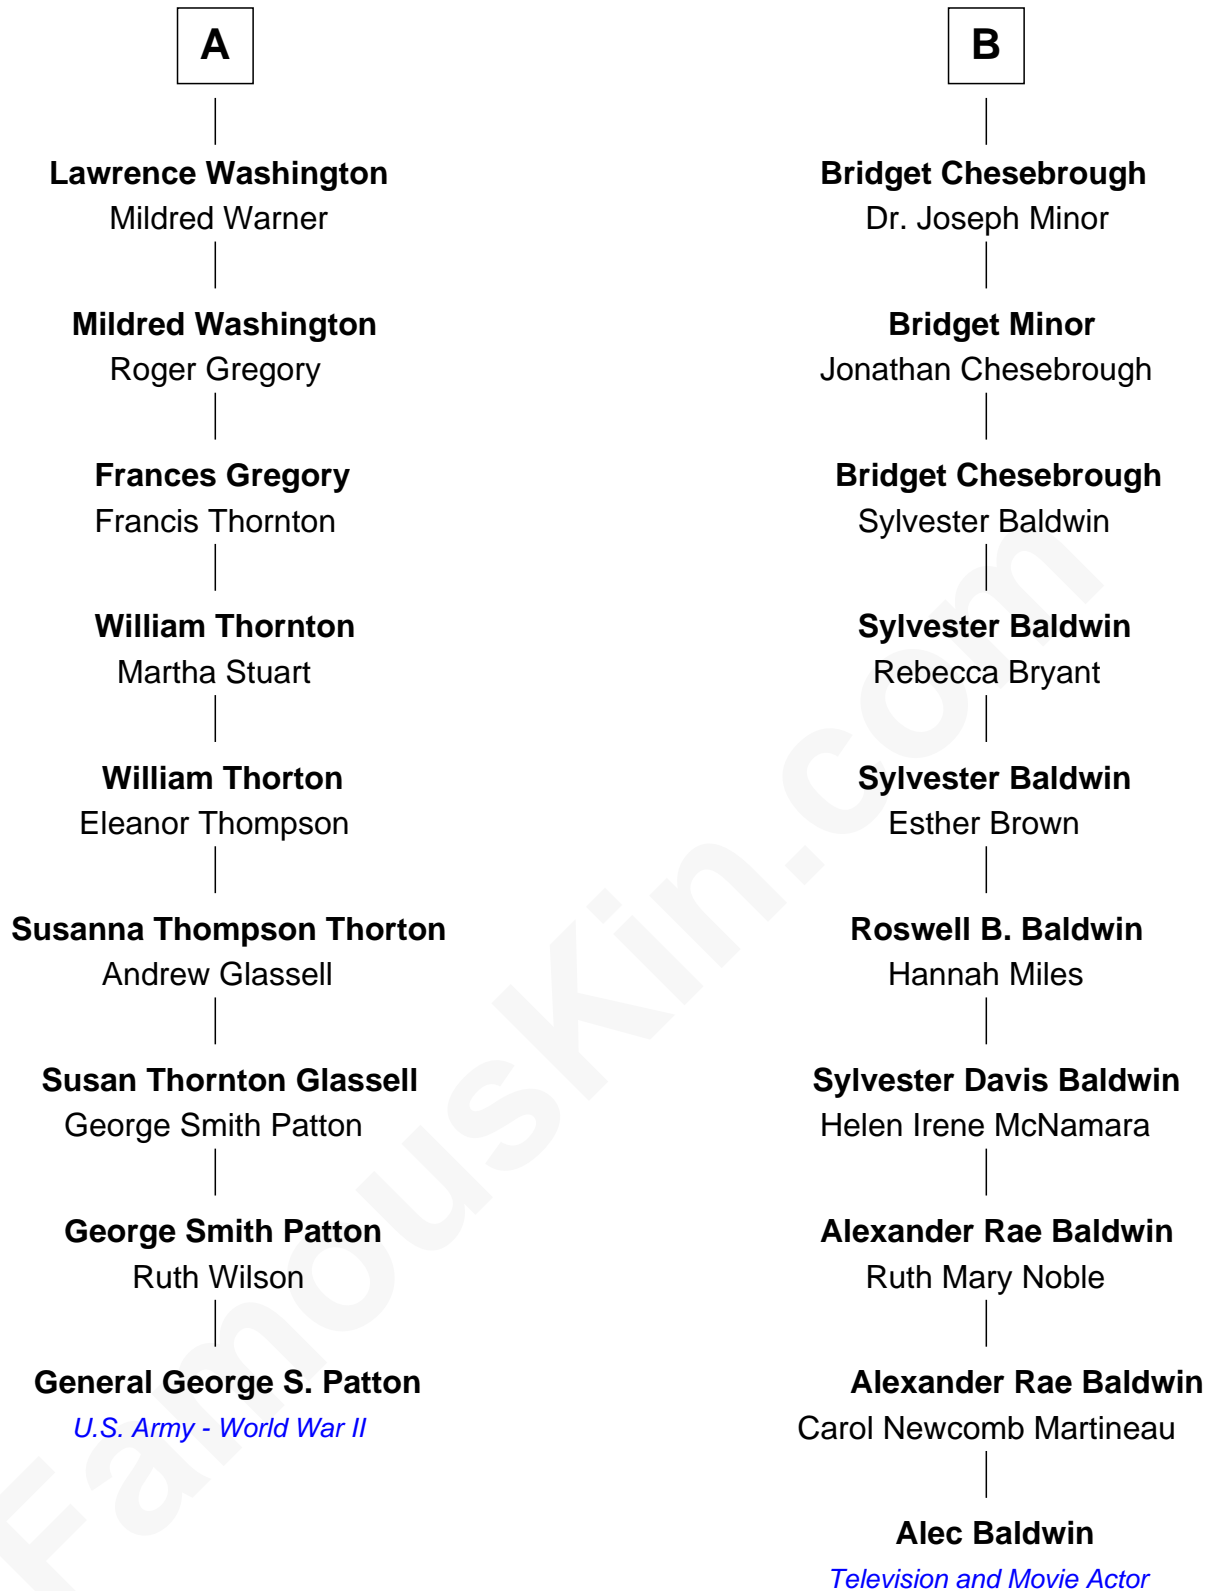 A
Lawrence Washington
Mildred Warner
Mildred Washington
Roger Gregory
Frances Gregory
Francis Thornton
William Thornton
Martha Stuart
William Thorton
Eleanor Thompson
Susanna Thompson Thorton
Andrew Glassell
Susan Thornton Glassell
George Smith Patton
George Smith Patton
Ruth Wilson
General George S. Patton
U.S. Army - World War II
B
Bridget Chesebrough
Dr. Joseph Minor
Bridget Minor
Jonathan Chesebrough
Bridget Chesebrough
Sylvester Baldwin
Sylvester Baldwin
Rebecca Bryant
Sylvester Baldwin
Esther Brown
Roswell B. Baldwin
Hannah Miles
Sylvester Davis Baldwin
Helen Irene McNamara
Alexander Rae Baldwin
Ruth Mary Noble
Alexander Rae Baldwin
Carol Newcomb Martineau
Alec Baldwin
Television and Movie Actor
FamousKin.com